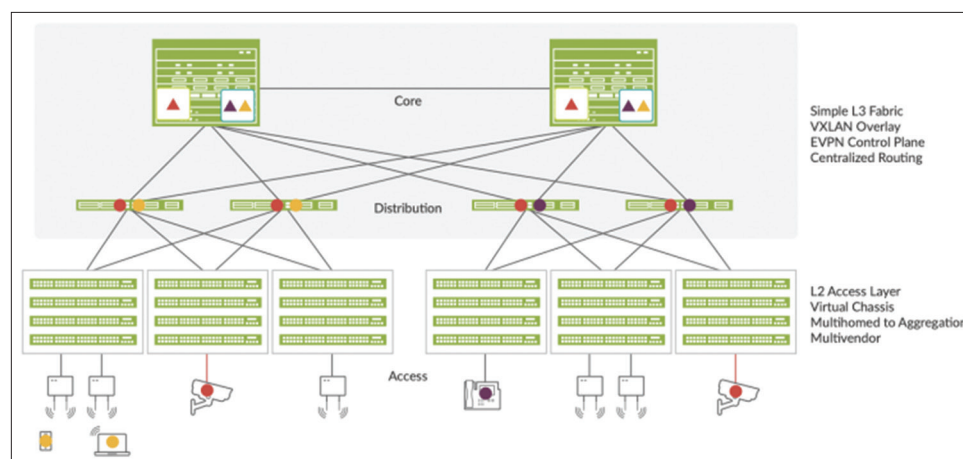 Core
Simple L3 Fabric
VXLAN Overlay
EVPN Control Plane
Centralized Routing
Distribution
L2 Access Layer
Virtual Chassis
Multihomed to Aggregation
Multivendor
Access